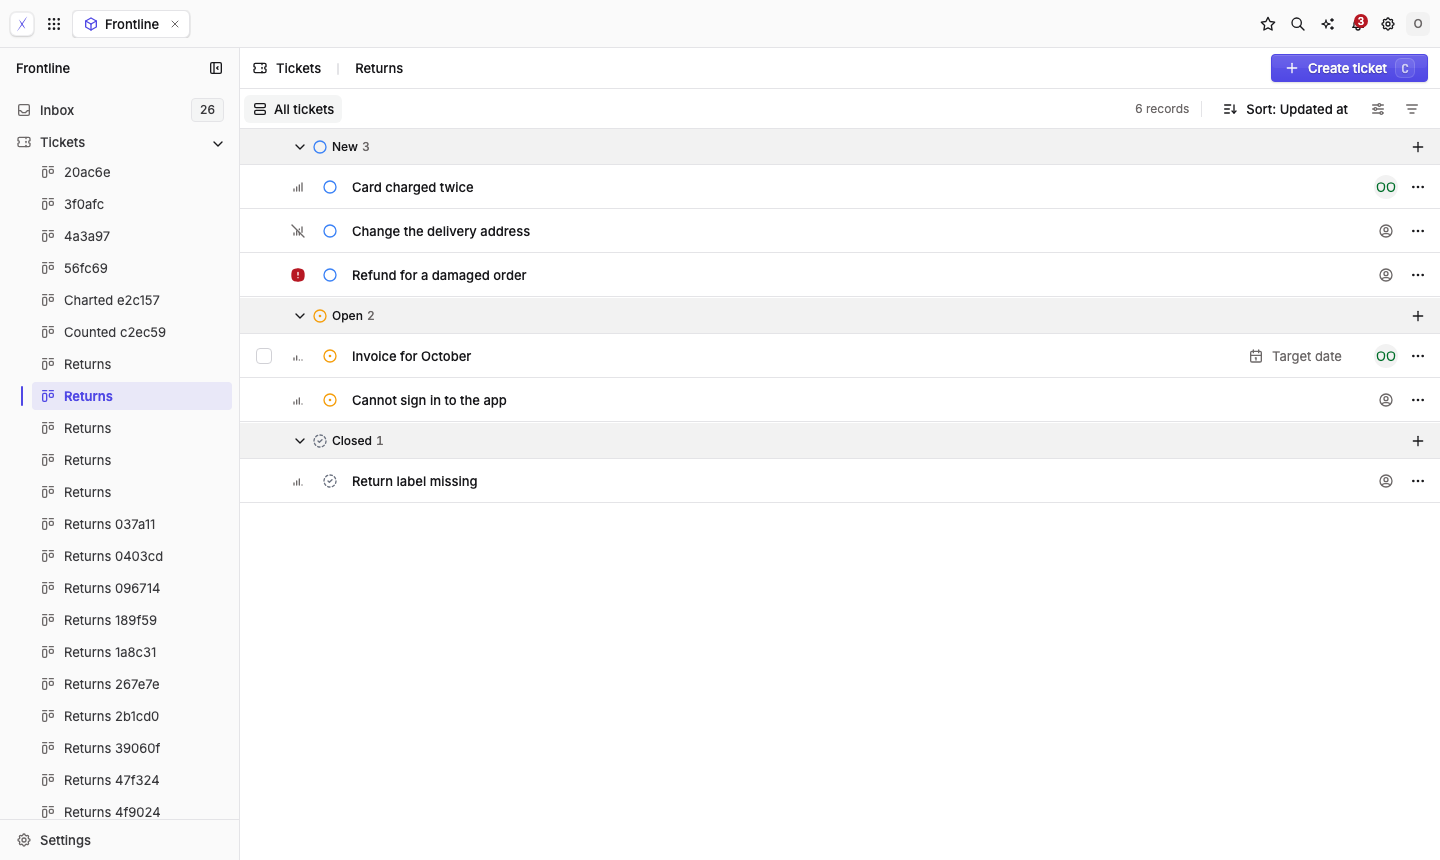 Frontline
3
O
Frontline
Inbox 26
Tickets
20ac6e
3f0afc
4a3a97
56fc69
Charted e2c157
Counted c2ec59
Returns
Returns
Returns
Returns
Returns
Returns 037a11
Returns 0403cd
Returns 096714
Returns 189f59
Returns 1a8c31
Returns 267e7e
Returns 2b1cd0
Returns 39060f
Returns 47f324
Returns 4f9024
Settings
Tickets | Returns
Create ticket C
All tickets
6 records
Sort: Updated at
New 3
Card charged twice OO
Change the delivery address
Refund for a damaged order
Open 2
Invoice for October Target date OO
Cannot sign in to the app
Closed 1
Return label missing